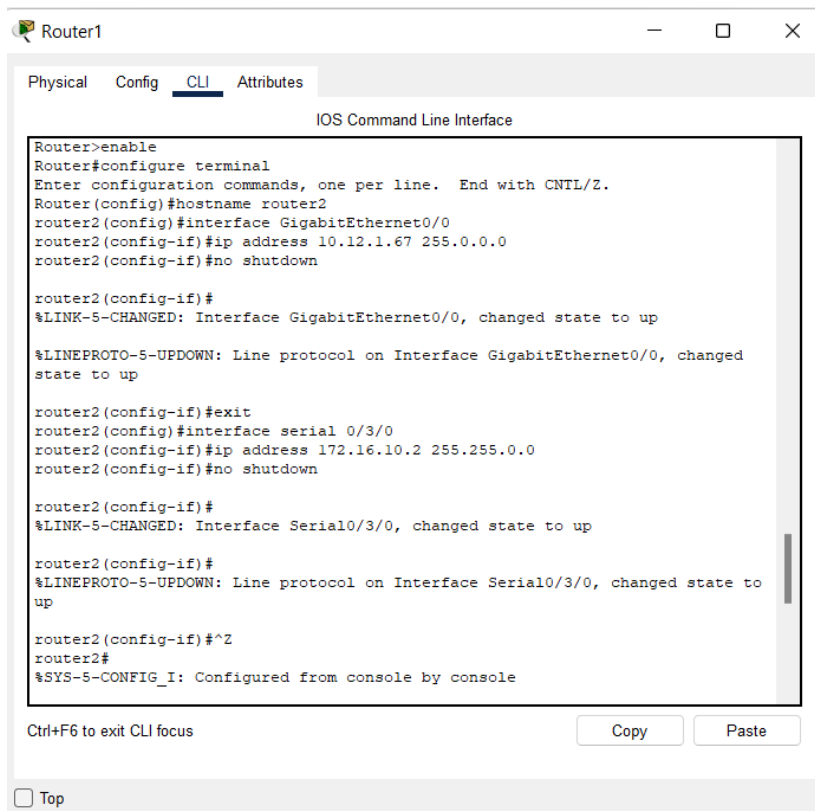 Router1
Physical Config CLI Attributes
IOS Command Line Interface
Router>enable
Router#configure terminal
Enter configuration commands, one per line.  End with CNTL/Z.
Router(config)#hostname router2
router2(config)#interface GigabitEthernet0/0
router2(config-if)#ip address 10.12.1.67 255.0.0.0
router2(config-if)#no shutdown
router2(config-if)#
%LINK-5-CHANGED: Interface GigabitEthernet0/0, changed state to up
%LINEPROTO-5-UPDOWN: Line protocol on Interface GigabitEthernet0/0, changed
state to up
router2(config-if)#exit
router2(config)#interface serial 0/3/0
router2(config-if)#ip address 172.16.10.2 255.255.0.0
router2(config-if)#no shutdown
router2(config-if)#
%LINK-5-CHANGED: Interface Serial0/3/0, changed state to up
router2(config-if)#
%LINEPROTO-5-UPDOWN: Line protocol on Interface Serial0/3/0, changed state to
up
router2(config-if)#^Z
router2#
%SYS-5-CONFIG_I: Configured from console by console
Ctrl+F6 to exit CLI focus Copy Paste
Top